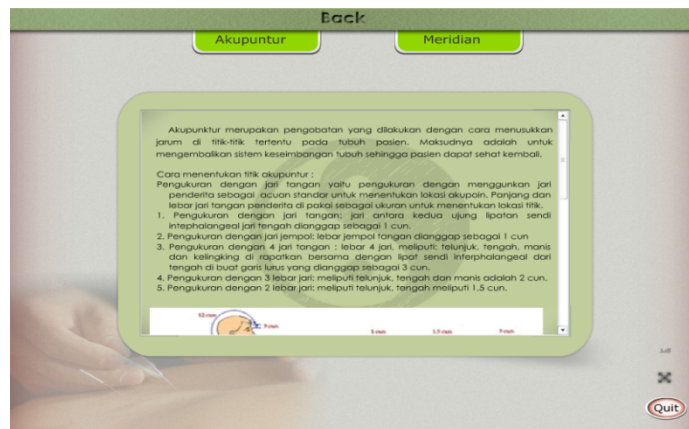 Back
Akupuntur
Meridian
Akupunktur merupakan pengobatan yang dilakukan dengan cara menusukkan
jarum di titik-titik tertentu pada tubuh pasien. Maksudnya adalah untuk
mengembalikan sistem keseimbangan tubuh sehingga pasien dapat sehat kembali.
Cara menentukan titik akupuntur :
Pengukuran dengan jari tangan yaitu pengukuran dengan menggunkan jari
penderita sebagai acuan standar untuk menentukan lokasi akupoin. Panjang dan
lebar jari tangan penderita di pakai sebagai ukuran untuk menentukan lokasi titik.
1. Pengukuran dengan jari tangan; jari antara kedua ujung lipatan sendi
intephalangeal jari tengah dianggap sebagai 1 cun.
2. Pengukuran dengan jari jempol; lebar jempol tangan dianggap sebagai 1 cun
3. Pengukuran dengan 4 jari tangan : lebar 4 jari, meliputi; telunjuk, tengah, manis
dan kelingking di rapatkan bersama dengan lipat sendi interphalangeal dari
tengah di buat garis lurus yang dianggap sebagai 3 cun.
4. Pengukuran dengan 3 lebar jari; meliputi telunjuk, tengah dan manis adalah 2 cun.
5. Pengukuran dengan 2 lebar jari; meliputi telunjuk, tengah meliputi 1.5 cun.
Quit